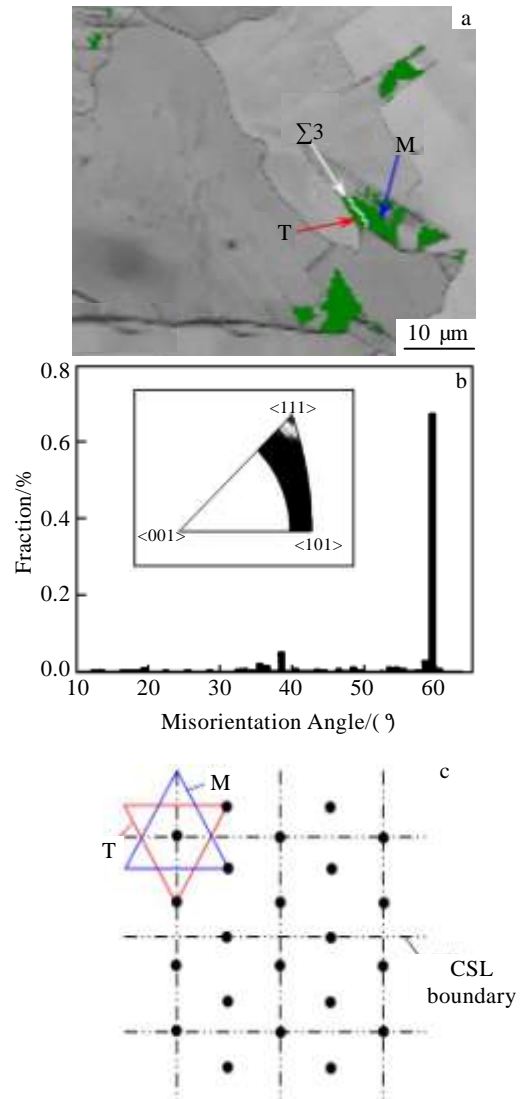 a
∑3
M
T
10 μm
b
0.8
0.6
0.4
0.2
0.0
Fraction/%
<111>
<001>
<101>
10 20 30 40 50 60
Misorientation Angle/( °)
c
M
T
CSL
boundary